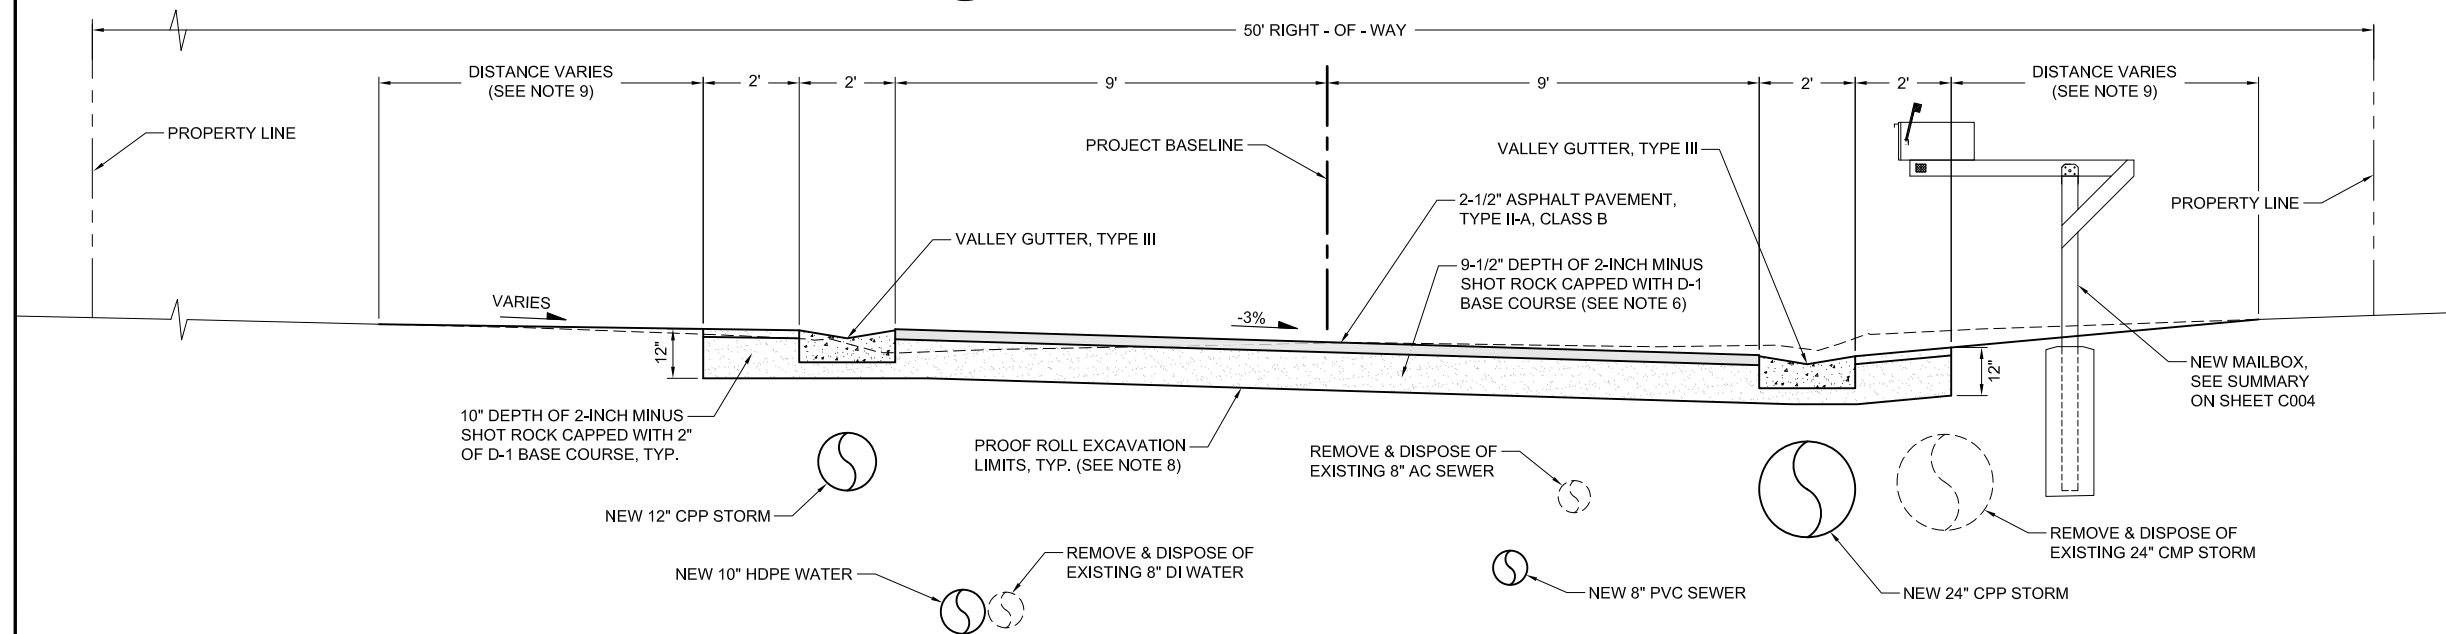 50' RIGHT - OF - WAY
DISTANCE VARIES
(SEE NOTE 9)
2'
2'
9'
9'
2'
2'
DISTANCE VARIES
(SEE NOTE 9)
PROPERTY LINE
PROJECT BASELINE
VALLEY GUTTER, TYPE III
2-1/2" ASPHALT PAVEMENT,
TYPE II-A, CLASS B
PROPERTY LINE
VALLEY GUTTER, TYPE III
9-1/2" DEPTH OF 2-INCH MINUS
SHOT ROCK CAPPED WITH D-1
BASE COURSE (SEE NOTE 6)
VARIES
-3%
12"
12"
NEW MAILBOX,
SEE SUMMARY
ON SHEET C004
10" DEPTH OF 2-INCH MINUS
SHOT ROCK CAPPED WITH 2"
OF D-1 BASE COURSE, TYP.
PROOF ROLL EXCAVATION
LIMITS, TYP. (SEE NOTE 8)
REMOVE & DISPOSE OF
EXISTING 8" AC SEWER
NEW 12" CPP STORM
REMOVE & DISPOSE OF
EXISTING 24" CMP STORM
REMOVE & DISPOSE OF
EXISTING 8" DI WATER
NEW 10" HDPE WATER
NEW 8" PVC SEWER
NEW 24" CPP STORM